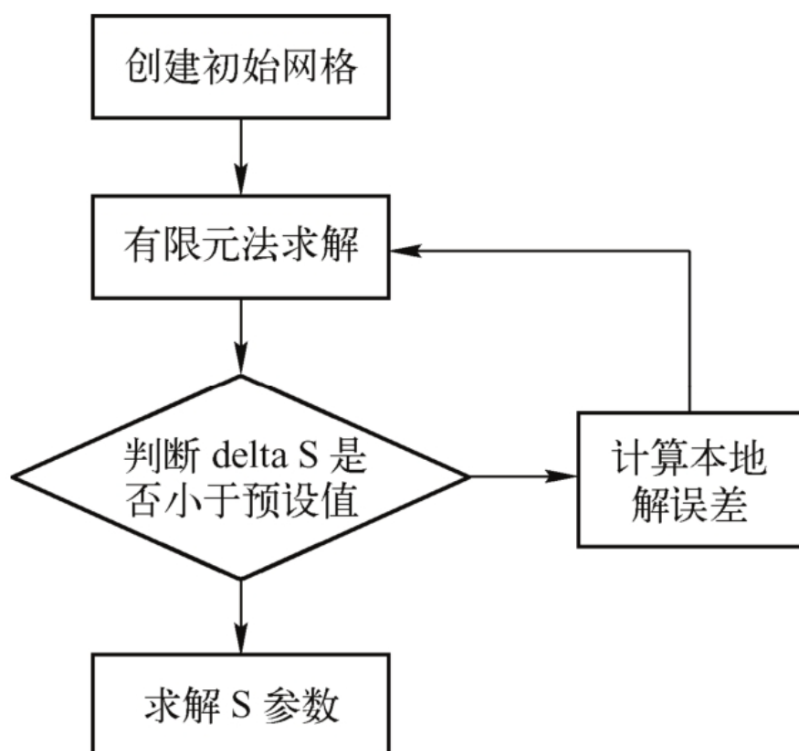 创建初始网格
有限元法求解
判断 delta S 是
否小于预设值
计算本地
解误差
求解 S 参数